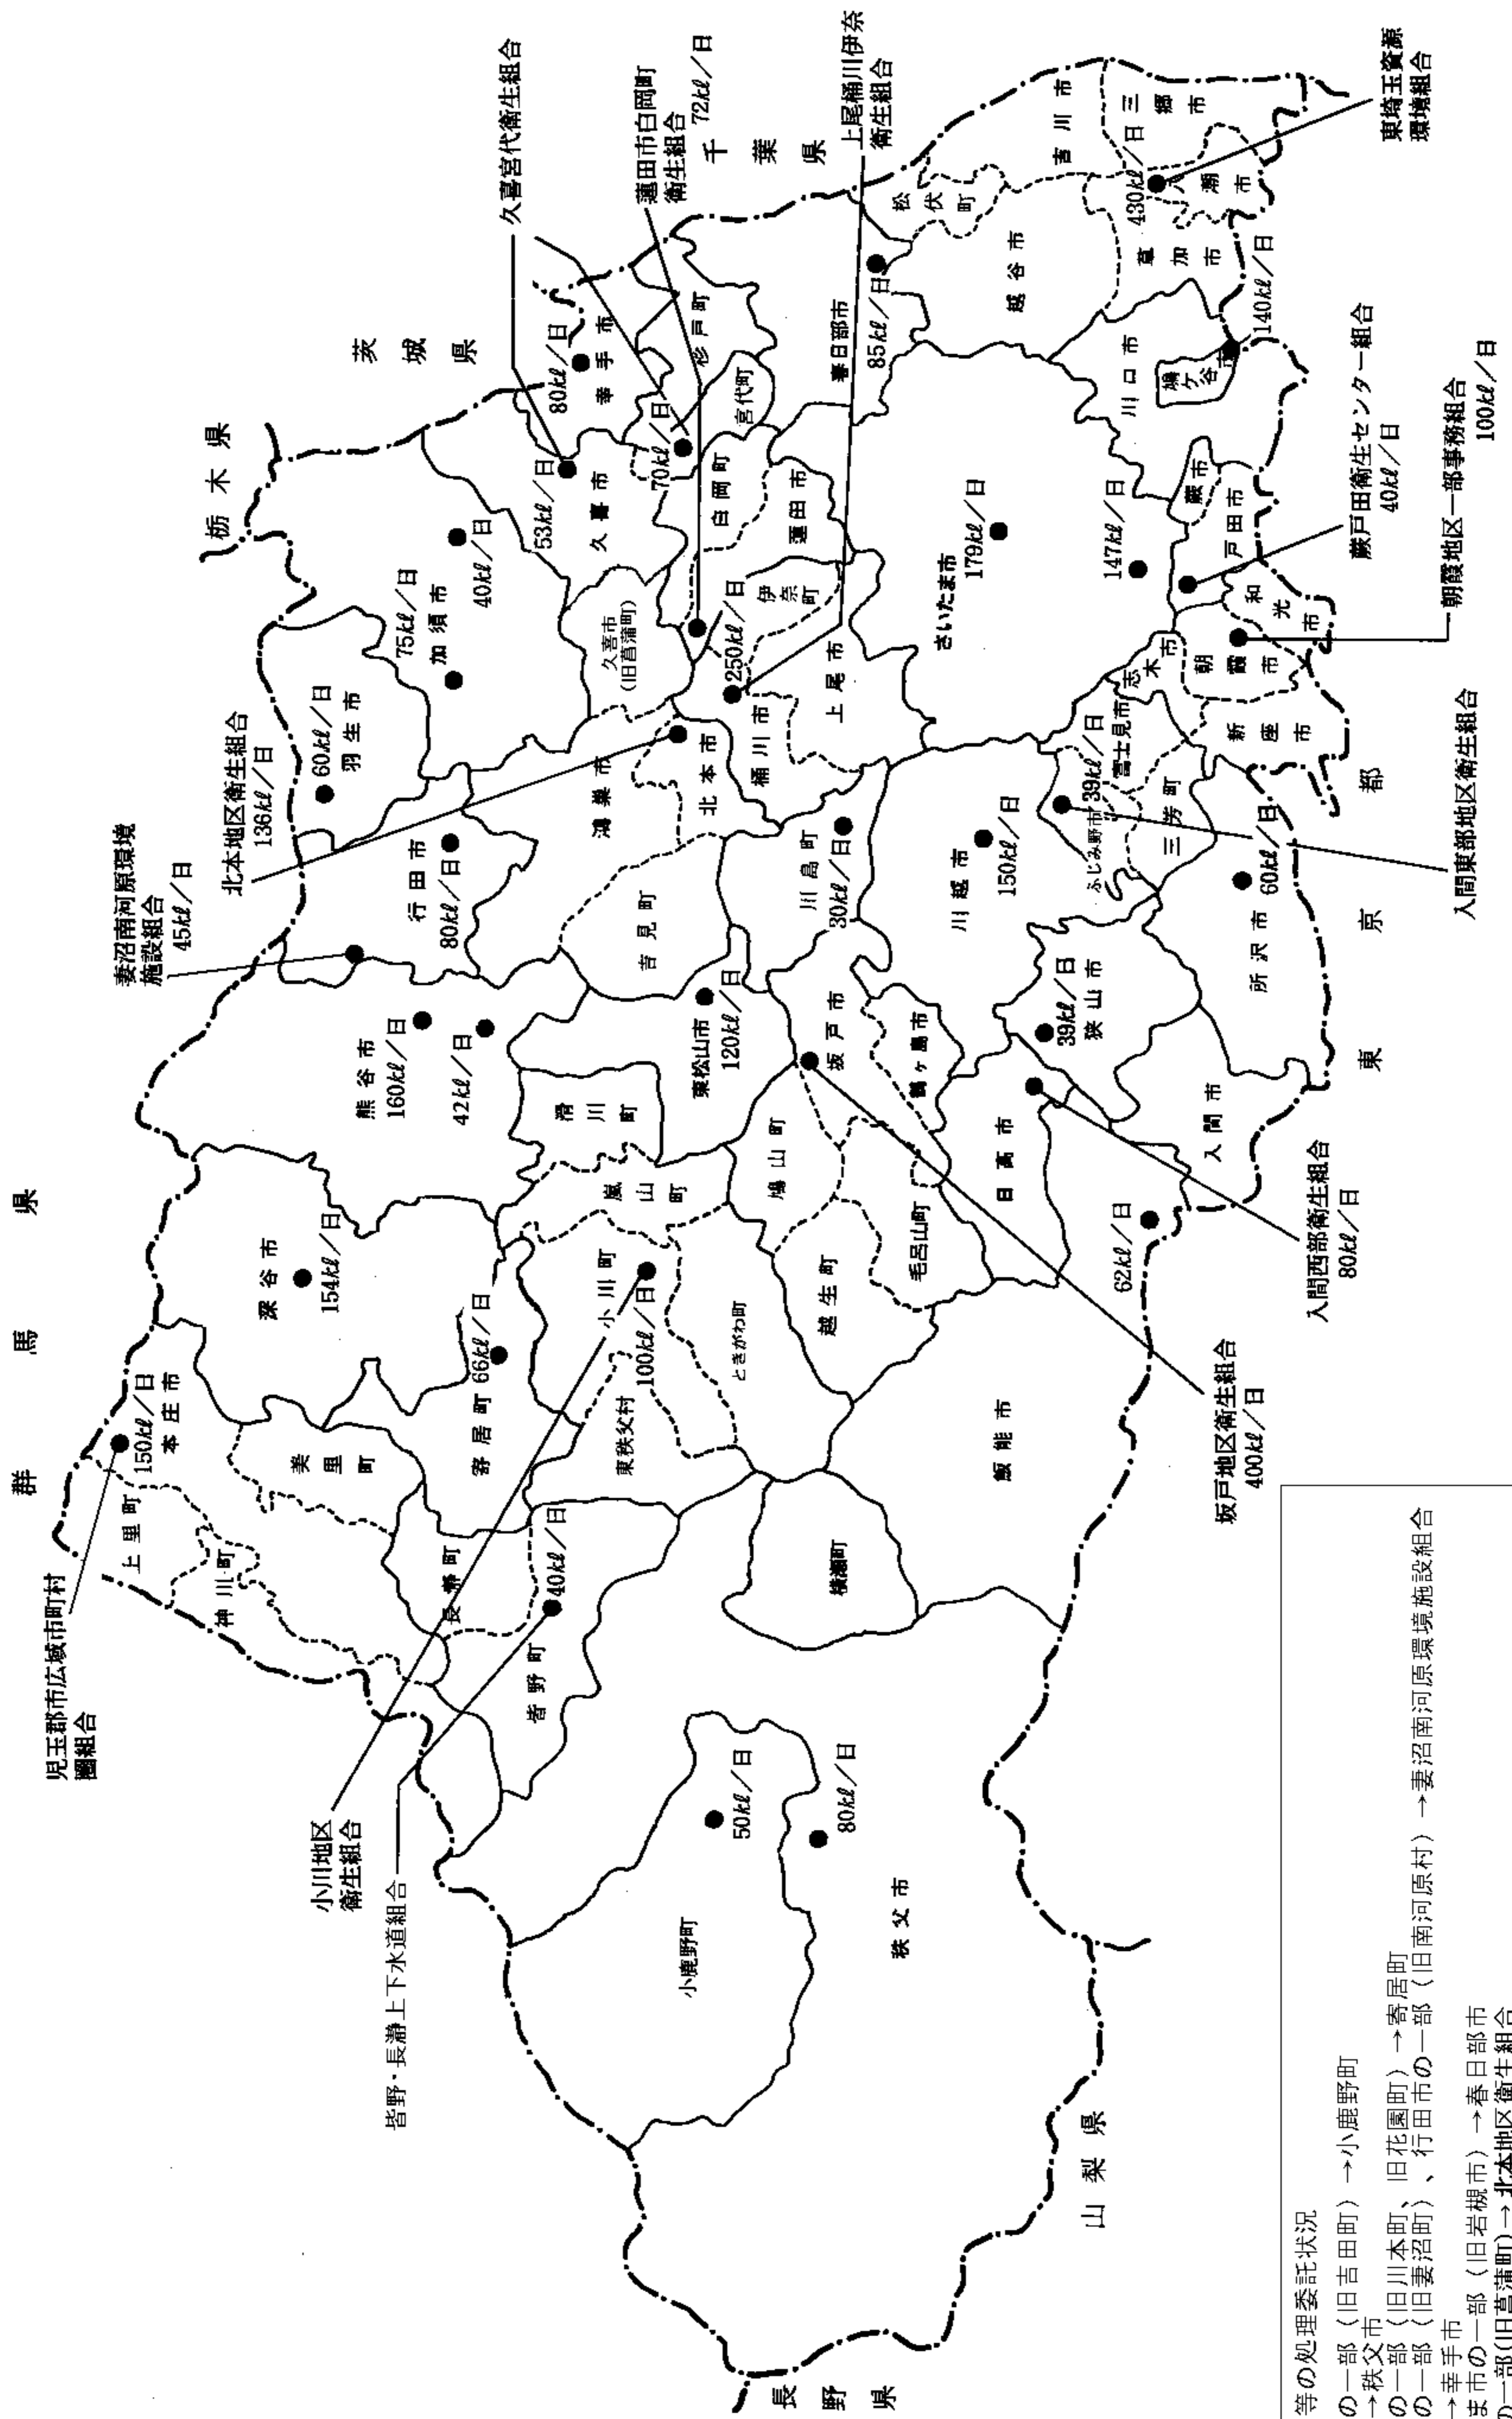 群馬県
栃木県
茨城県
千葉県
東京都
山梨県
長野県
児玉郡市広域市町村
圏組合
150kℓ/日
本庄市
上里町
神川町
美里町
深谷市
154kℓ/日
寄居町
66kℓ/日
長瀞町
皆野町
40kℓ/日
皆野・長瀞上下水道組合
小川地区
衛生組合
小川町
100kℓ/日
東秩父村
ときがわ町
嵐山町
滑川町
小鹿野町
50kℓ/日
80kℓ/日
秩父市
横瀬町
飯能市
62kℓ/日
熊谷市
160kℓ/日
42kℓ/日
妻沼南河原環境
施設組合
45kℓ/日
行田市
80kℓ/日
羽生市
60kℓ/日
加須市
75kℓ/日
40kℓ/日
北本地区衛生組合
136kℓ/日
鴻巣市
北本市
吉見町
東松山市
120kℓ/日
鳩山町
越生町
毛呂山町
坂戸市
鶴ヶ島市
坂戸地区衛生組合
400kℓ/日
日高市
入間西部衛生組合
80kℓ/日
狭山市
39kℓ/日
入間市
所沢市
60kℓ/日
川島町
30kℓ/日
川越市
150kℓ/日
ふじみ野市
39kℓ/日
富士見市
三芳町
入間東部地区衛生組合
志木市
朝霞市
和光市
新座市
朝霞地区一部事務組合
100kℓ/日
蕨戸田衛生センター組合
40kℓ/日
蕨市
戸田市
さいたま市
179kℓ/日
147kℓ/日
上尾市
桶川市
伊奈町
250kℓ/日
上尾桶川伊奈
衛生組合
久喜市
(旧菖蒲町)
久喜市
53kℓ/日
久喜宮代衛生組合
70kℓ/日
宮代町
白岡町
蓮田市
蓮田市白岡町
衛生組合
72kℓ/日
幸手市
80kℓ/日
杉戸町
春日部市
85kℓ/日
松伏町
越谷市
吉川市
三郷市
八潮市
430kℓ/日
草加市
東埼玉資源
環境組合
川口市
鳩ヶ谷市
140kℓ/日
等の処理委託状況
の一部(旧吉田町)→小鹿野町
→秩父市
の一部(旧川本町、旧花園町)→寄居町
の一部(旧妻沼町)、行田市の一部(旧南河原村)→妻沼南河原環境施設組合
→幸手市
ま市の一部(旧岩槻市)→春日部市
の一部(旧菖蒲町)→北本地区衛生組合